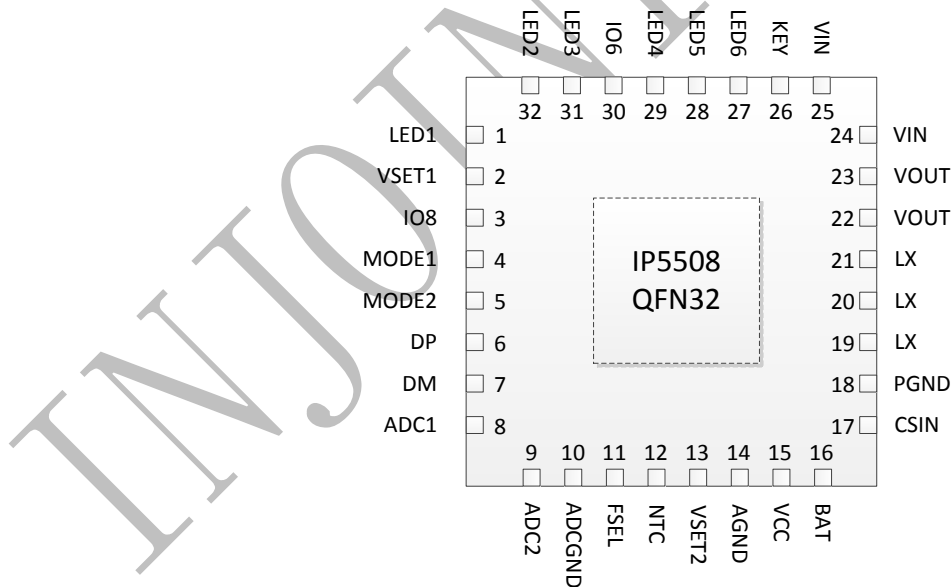 LED2 LED3 IO6 LED4 LED5 LED6 KEY VIN
32 31 30 29 28 27 26 25
LED1 1 24 VIN
VSET1 2 23 VOUT
IO8 3 22 VOUT
MODE1 4 21 LX
MODE2 5 20 LX
DP 6 19 LX
DM 7 18 PGND
ADC1 8 17 CSIN
IP5508
QFN32
9 10 11 12 13 14 15 16
ADC2 ADCGND FSEL NTC VSET2 AGND VCC BAT
INJOIN